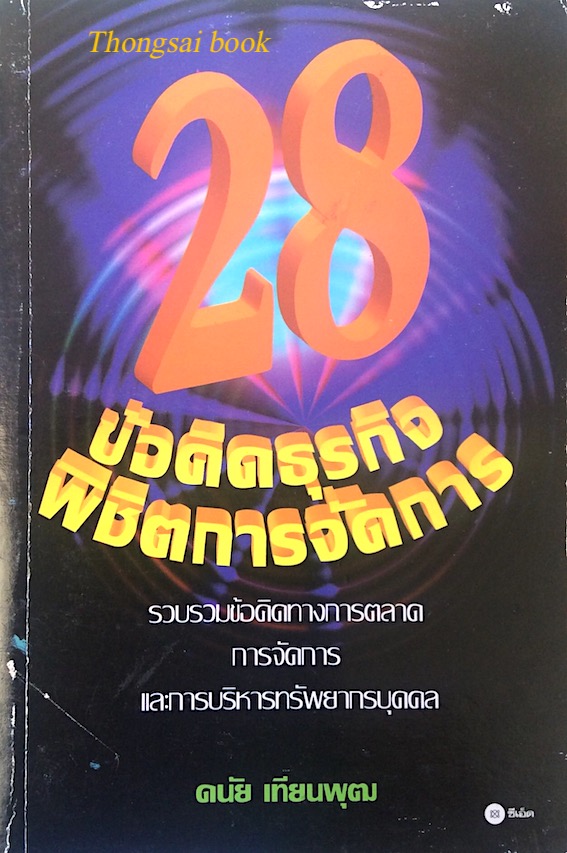 Thongsai book
28
ข้อคิดธุรกิจ
พิชิตการจัดการ
รวบรวมข้อคิดทางการตลาด
การจัดการ
และการบริหารทรัพยากรบุคคล
ดนัย เทียนพุฒ
ซีเอ็ด